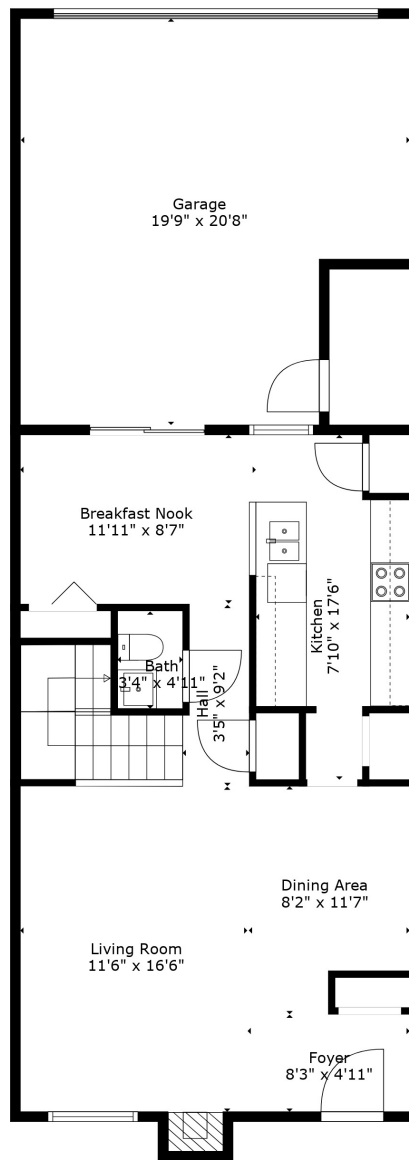 Garage
19'9" x 20'8"
Breakfast Nook
11'11" x 8'7"
Kitchen
7'10" x 17'6"
Bath
3'4" x 4'11"
Hall
3'5" x 9'2"
Dining Area
8'2" x 11'7"
Living Room
11'6" x 16'6"
Foyer
8'3" x 4'11"